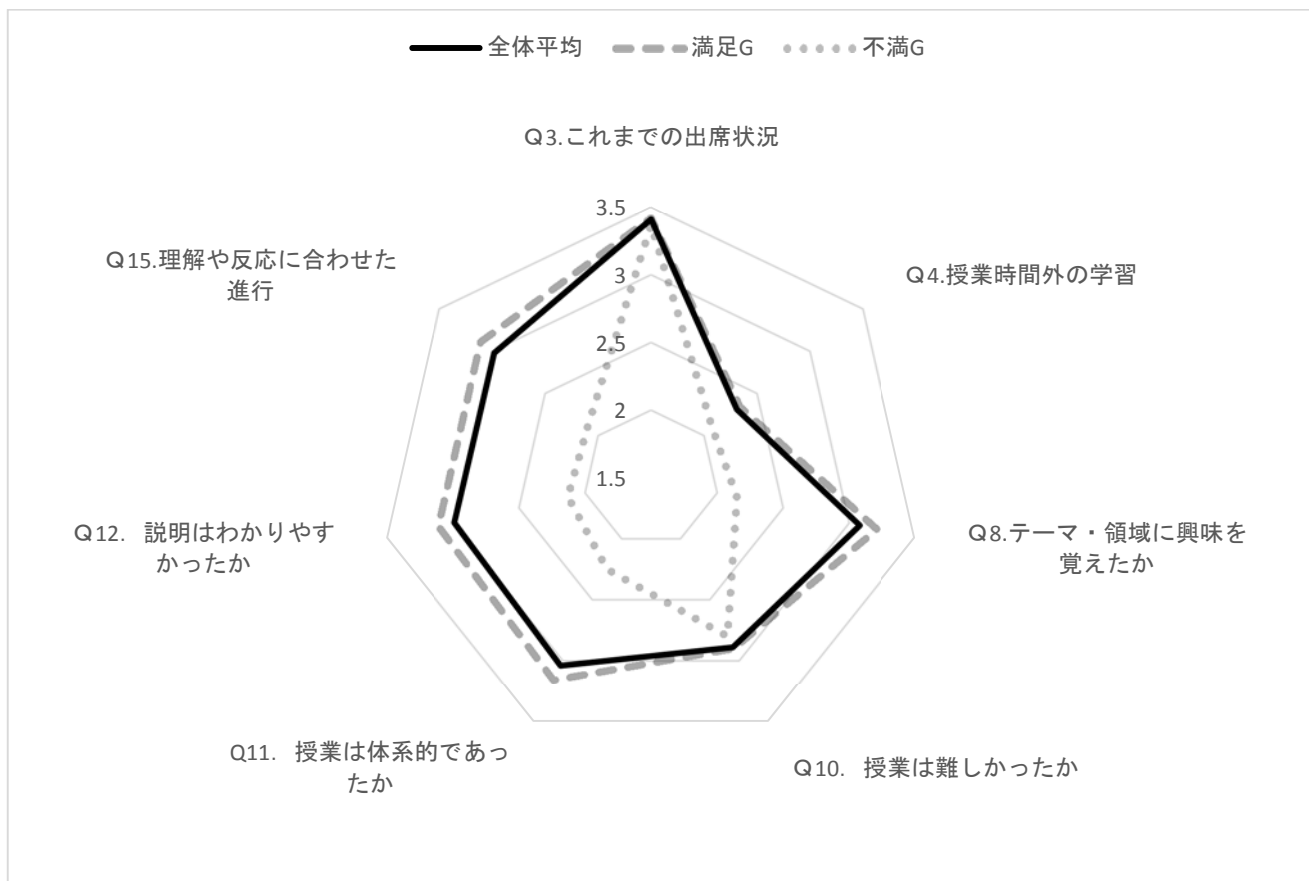 全体平均 満足G 不満G
Ｑ3.これまでの出席状況
3.5
3
2.5
2
1.5
Ｑ4.授業時間外の学習
Ｑ8.テーマ・領域に興味を
覚えたか
Ｑ10. 授業は難しかったか
Q11. 授業は体系的であっ
たか
Ｑ12. 説明はわかりやす
かったか
Ｑ15.理解や反応に合わせた
進行